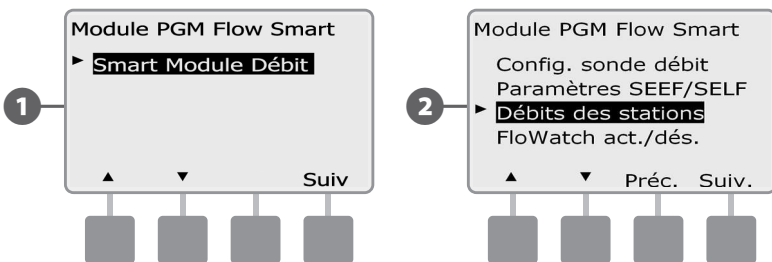 1
Module PGM Flow Smart
► Smart Module Débit
▲ ▼ Suiv
2
Module PGM Flow Smart
Config. sonde débit
Paramètres SEEF/SELF
► Débits des stations
FloWatch act./dés.
▲ ▼ Préc. Suiv.